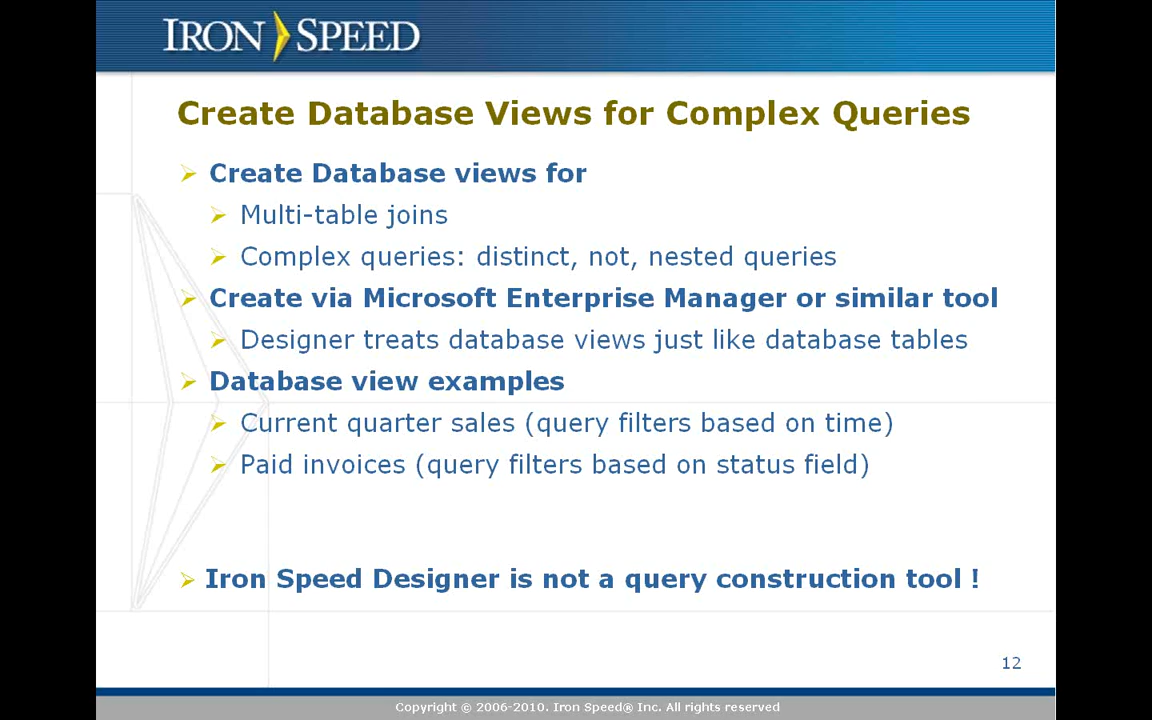 IRON SPEED
Create Database Views for Complex Queries
Create Database views for
Multi-table joins
Complex queries: distinct, not, nested queries
Create via Microsoft Enterprise Manager or similar tool
Designer treats database views just like database tables
Database view examples
Current quarter sales (query filters based on time)
Paid invoices (query filters based on status field)
Iron Speed Designer is not a query construction tool !
12
Copyright © 2006-2010. Iron Speed® Inc. All rights reserved